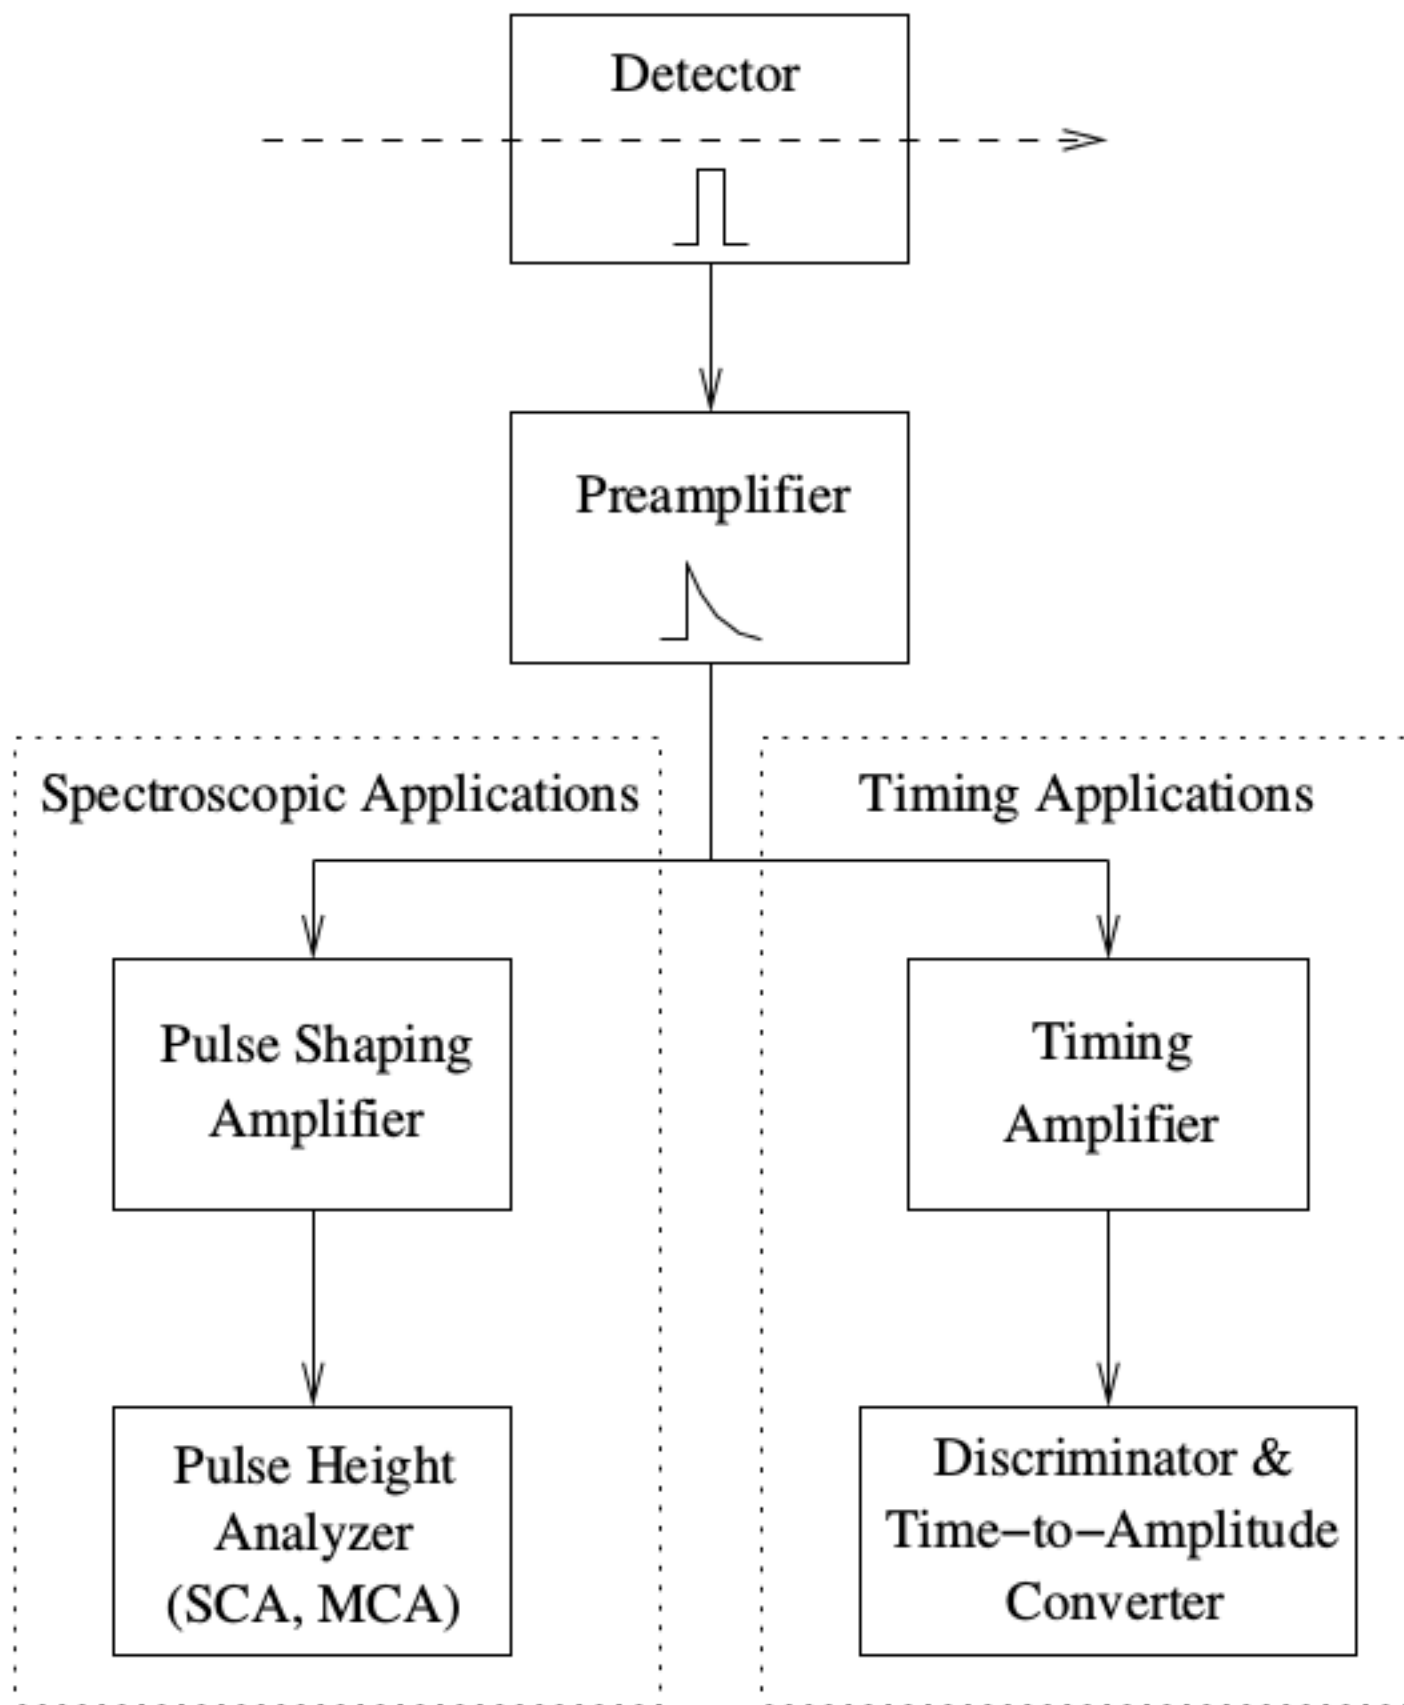 Detector
Preamplifier
Spectroscopic Applications
Timing Applications
Pulse Shaping
Amplifier
Timing
Amplifier
Pulse Height
Analyzer
(SCA, MCA)
Discriminator &
Time−to−Amplitude
Converter